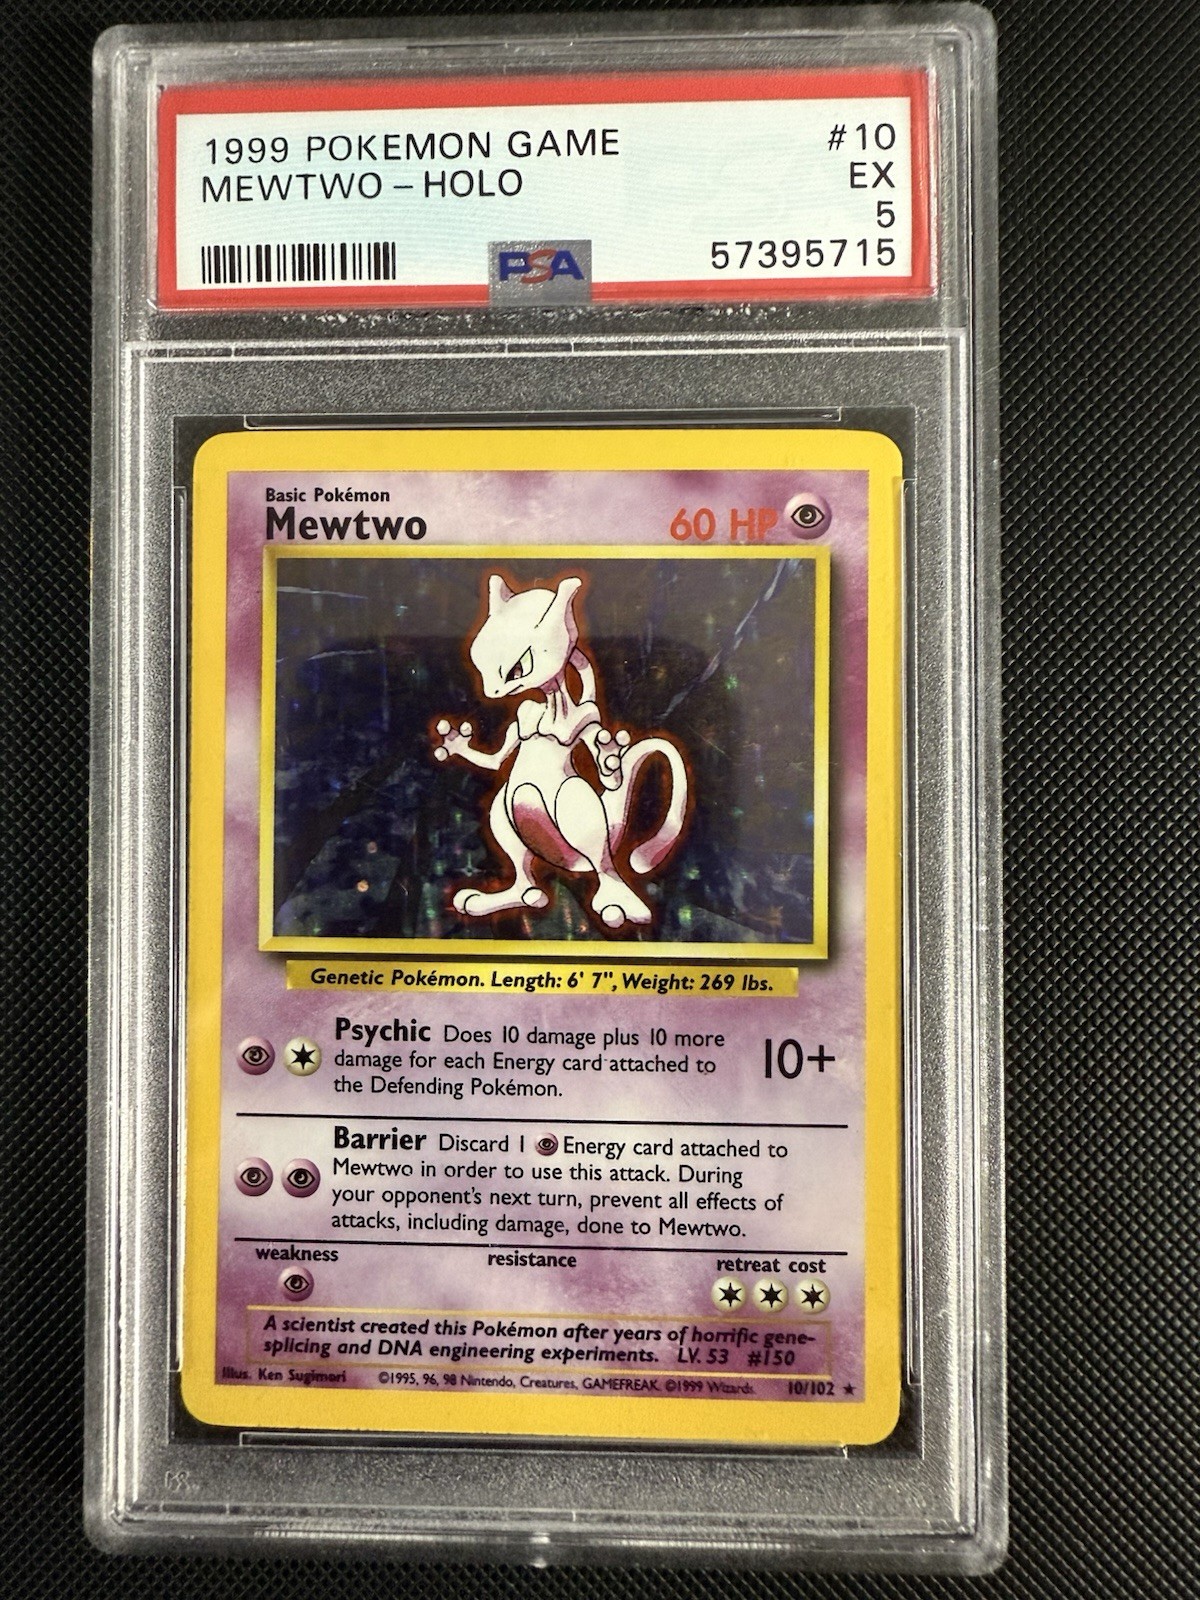 1999 POKEMON GAME #10
MEWTWO – HOLO EX
5
PSA 57395715
Basic Pokémon
Mewtwo 60 HP
Genetic Pokémon. Length: 6' 7", Weight: 269 lbs.
Psychic Does 10 damage plus 10 more
damage for each Energy card attached to
the Defending Pokémon.
10+
Barrier Discard 1 Energy card attached to
Mewtwo in order to use this attack. During
your opponent's next turn, prevent all effects of
attacks, including damage, done to Mewtwo.
weakness resistance retreat cost
A scientist created this Pokémon after years of horrific gene-
splicing and DNA engineering experiments. LV. 53 #150
Illus. Ken Sugimori ©1995, 96, 98 Nintendo, Creatures, GAMEFREAK. ©1999 Wizards. 10/102 ★